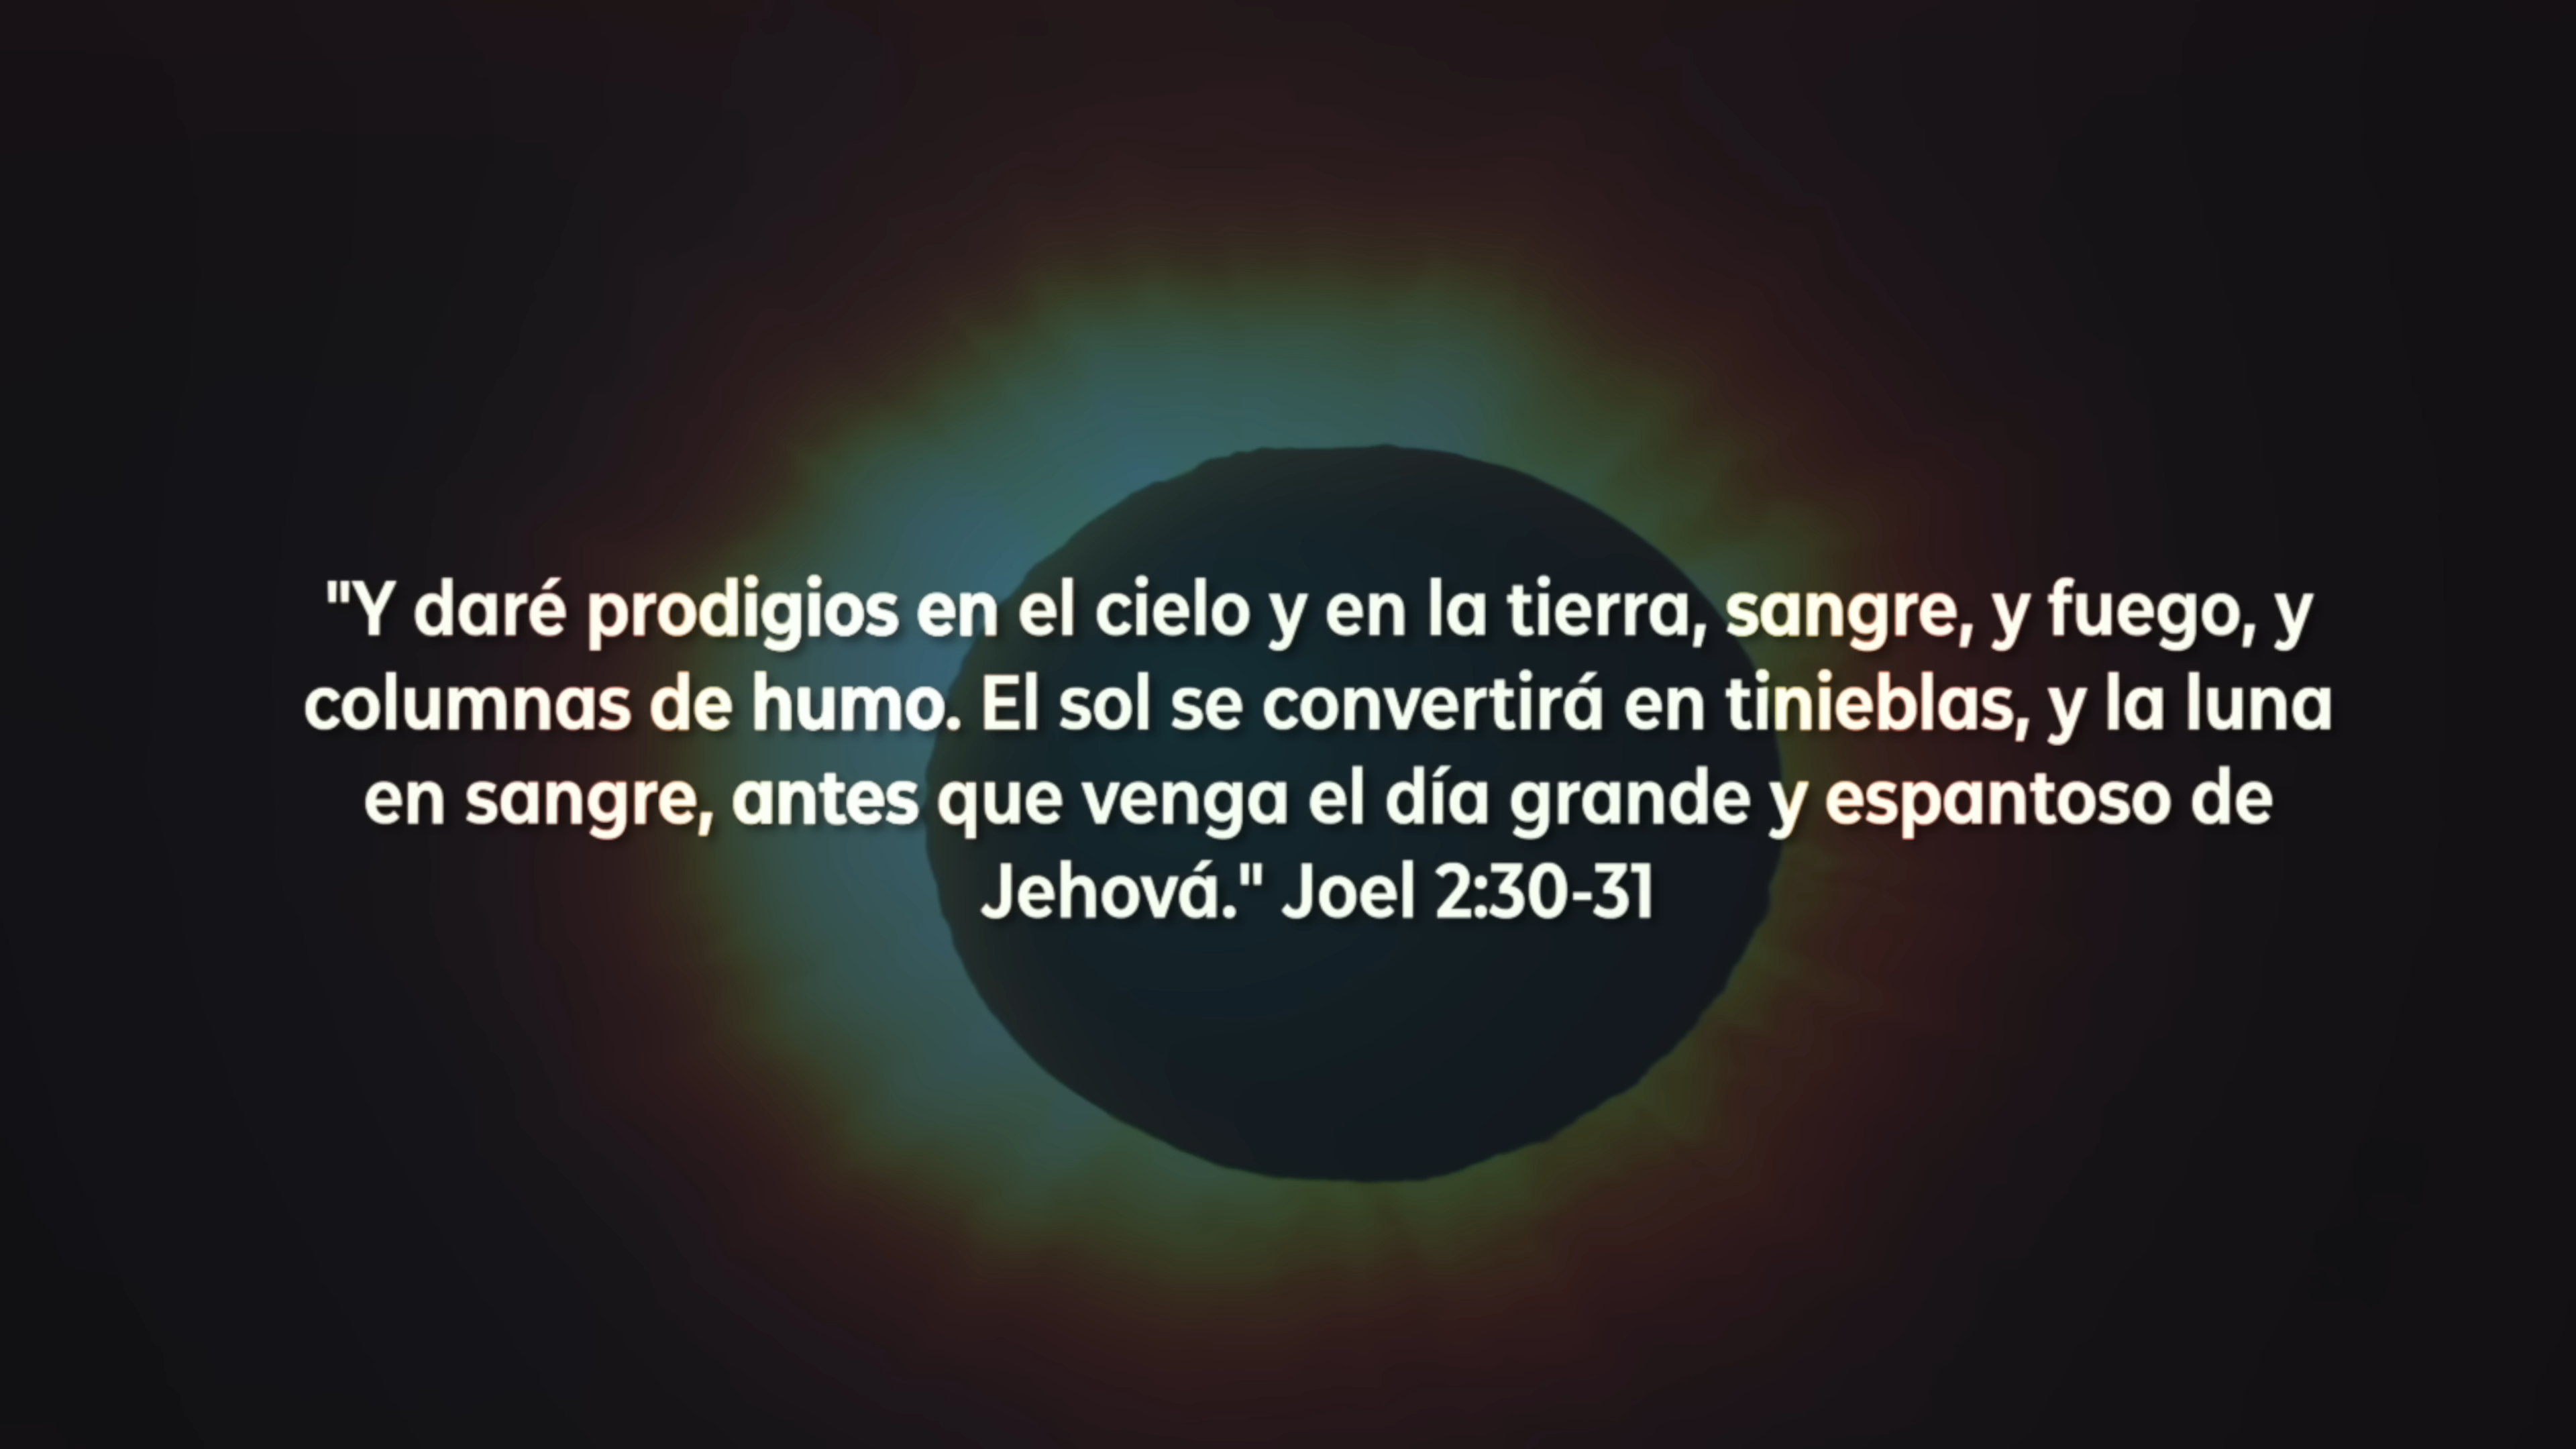 "Y daré prodigios en el cielo y en la tierra, sangre, y fuego, y
columnas de humo. El sol se convertirá en tinieblas, y la luna
en sangre, antes que venga el día grande y espantoso de
Jehová." Joel 2:30-31